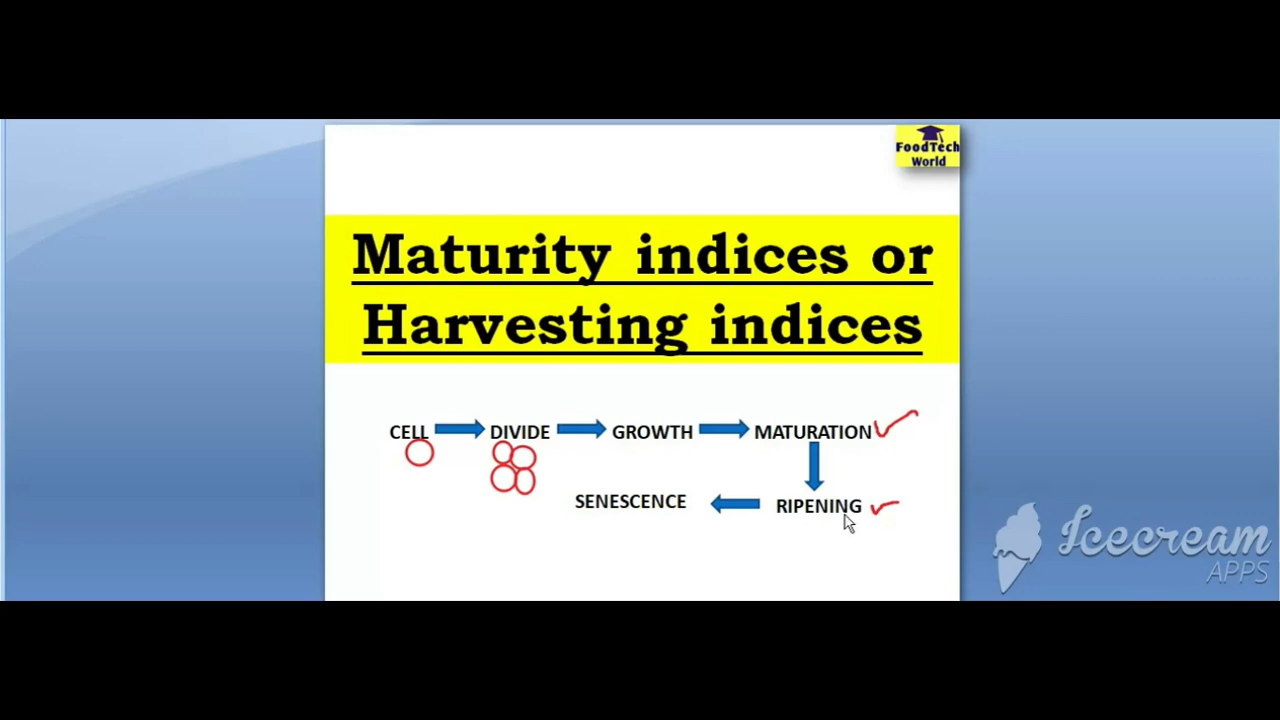 FoodTech
World
Maturity indices or
Harvesting indices
CELL DIVIDE GROWTH MATURATION
SENESCENCE RIPENING
Icecream
APPS